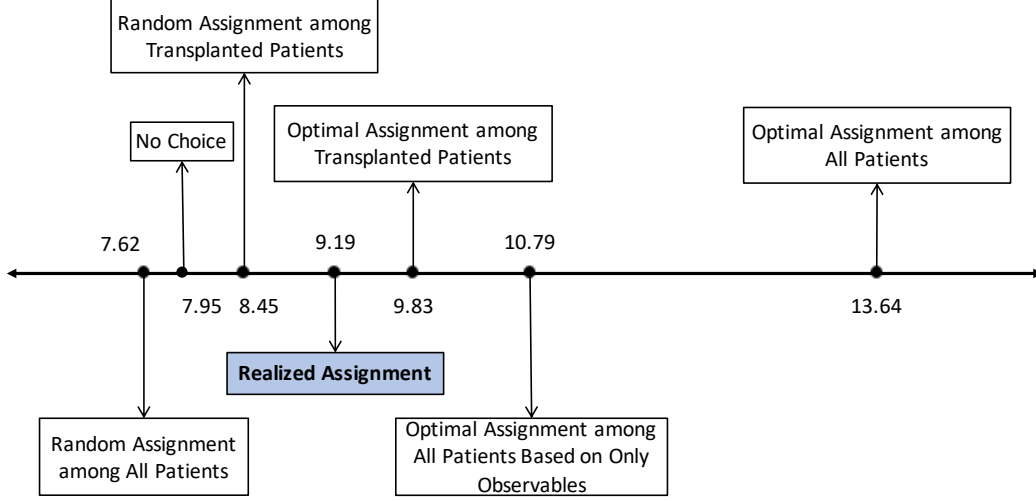 Random Assignment among
Transplanted Patients
No Choice
Optimal Assignment among
Transplanted Patients
Optimal Assignment among
All Patients
7.62
9.19
10.79
7.95
8.45
9.83
13.64
Realized Assignment
Random Assignment
among All Patients
Optimal Assignment among
All Patients Based on Only
Observables